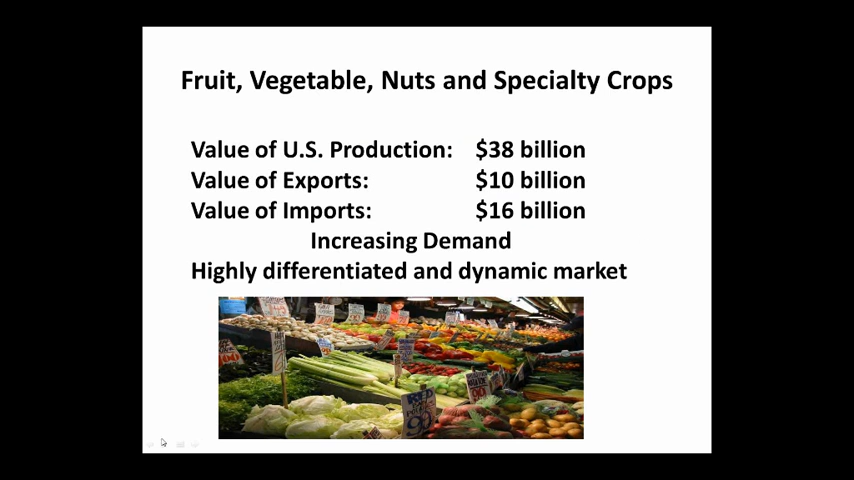 Fruit, Vegetable, Nuts and Specialty Crops
Value of U.S. Production: $38 billion
Value of Exports: $10 billion
Value of Imports: $16 billion
Increasing Demand
Highly differentiated and dynamic market